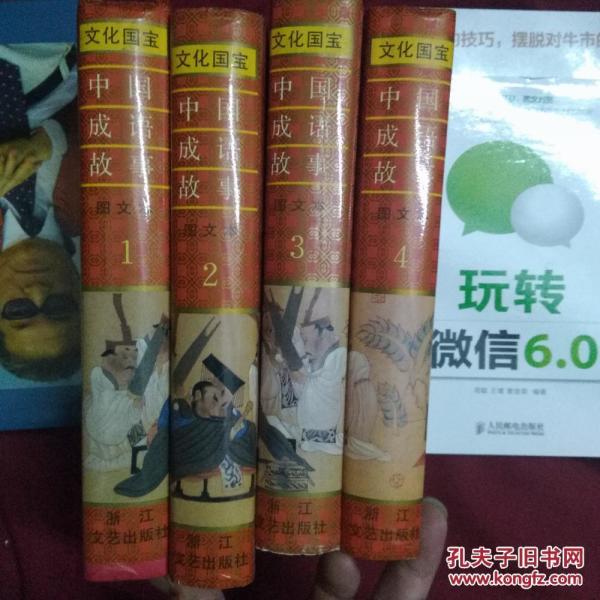 文化国宝
中国
成语
故事
图文本
1
浙江
文艺出版社
文化国宝
中国
成语
故事
图文本
2
浙江
文艺出版社
文化国宝
中国
成语
故事
图文本
3
浙江
文艺出版社
文化国宝
中国
成语
故事
图文本
4
浙江
文艺出版社
的技巧，摆脱对牛市的
玩转
微信6.0
人民邮电出版社
孔夫子旧书网
www.kongfz.com